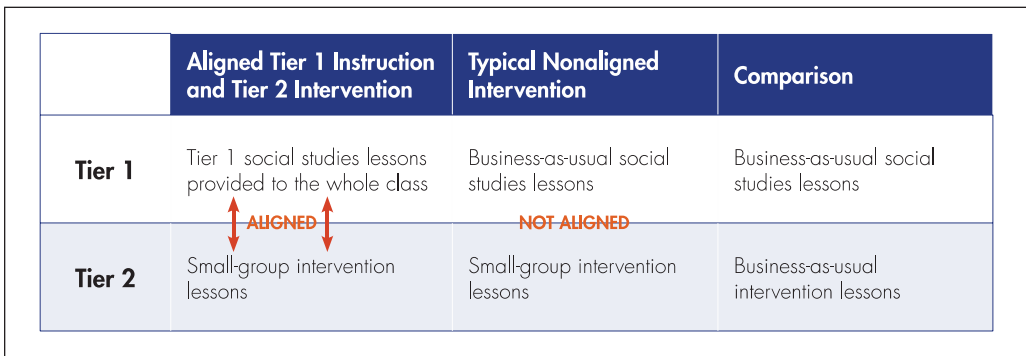 Aligned Tier 1 Instruction
and Tier 2 Intervention
Typical Nonaligned
Intervention
Comparison
Tier 1
Tier 1 social studies lessons
provided to the whole class
Business-as-usual social
studies lessons
Business-as-usual social
studies lessons
ALIGNED
NOT ALIGNED
Tier 2
Small-group intervention
lessons
Small-group intervention
lessons
Business-as-usual
intervention lessons